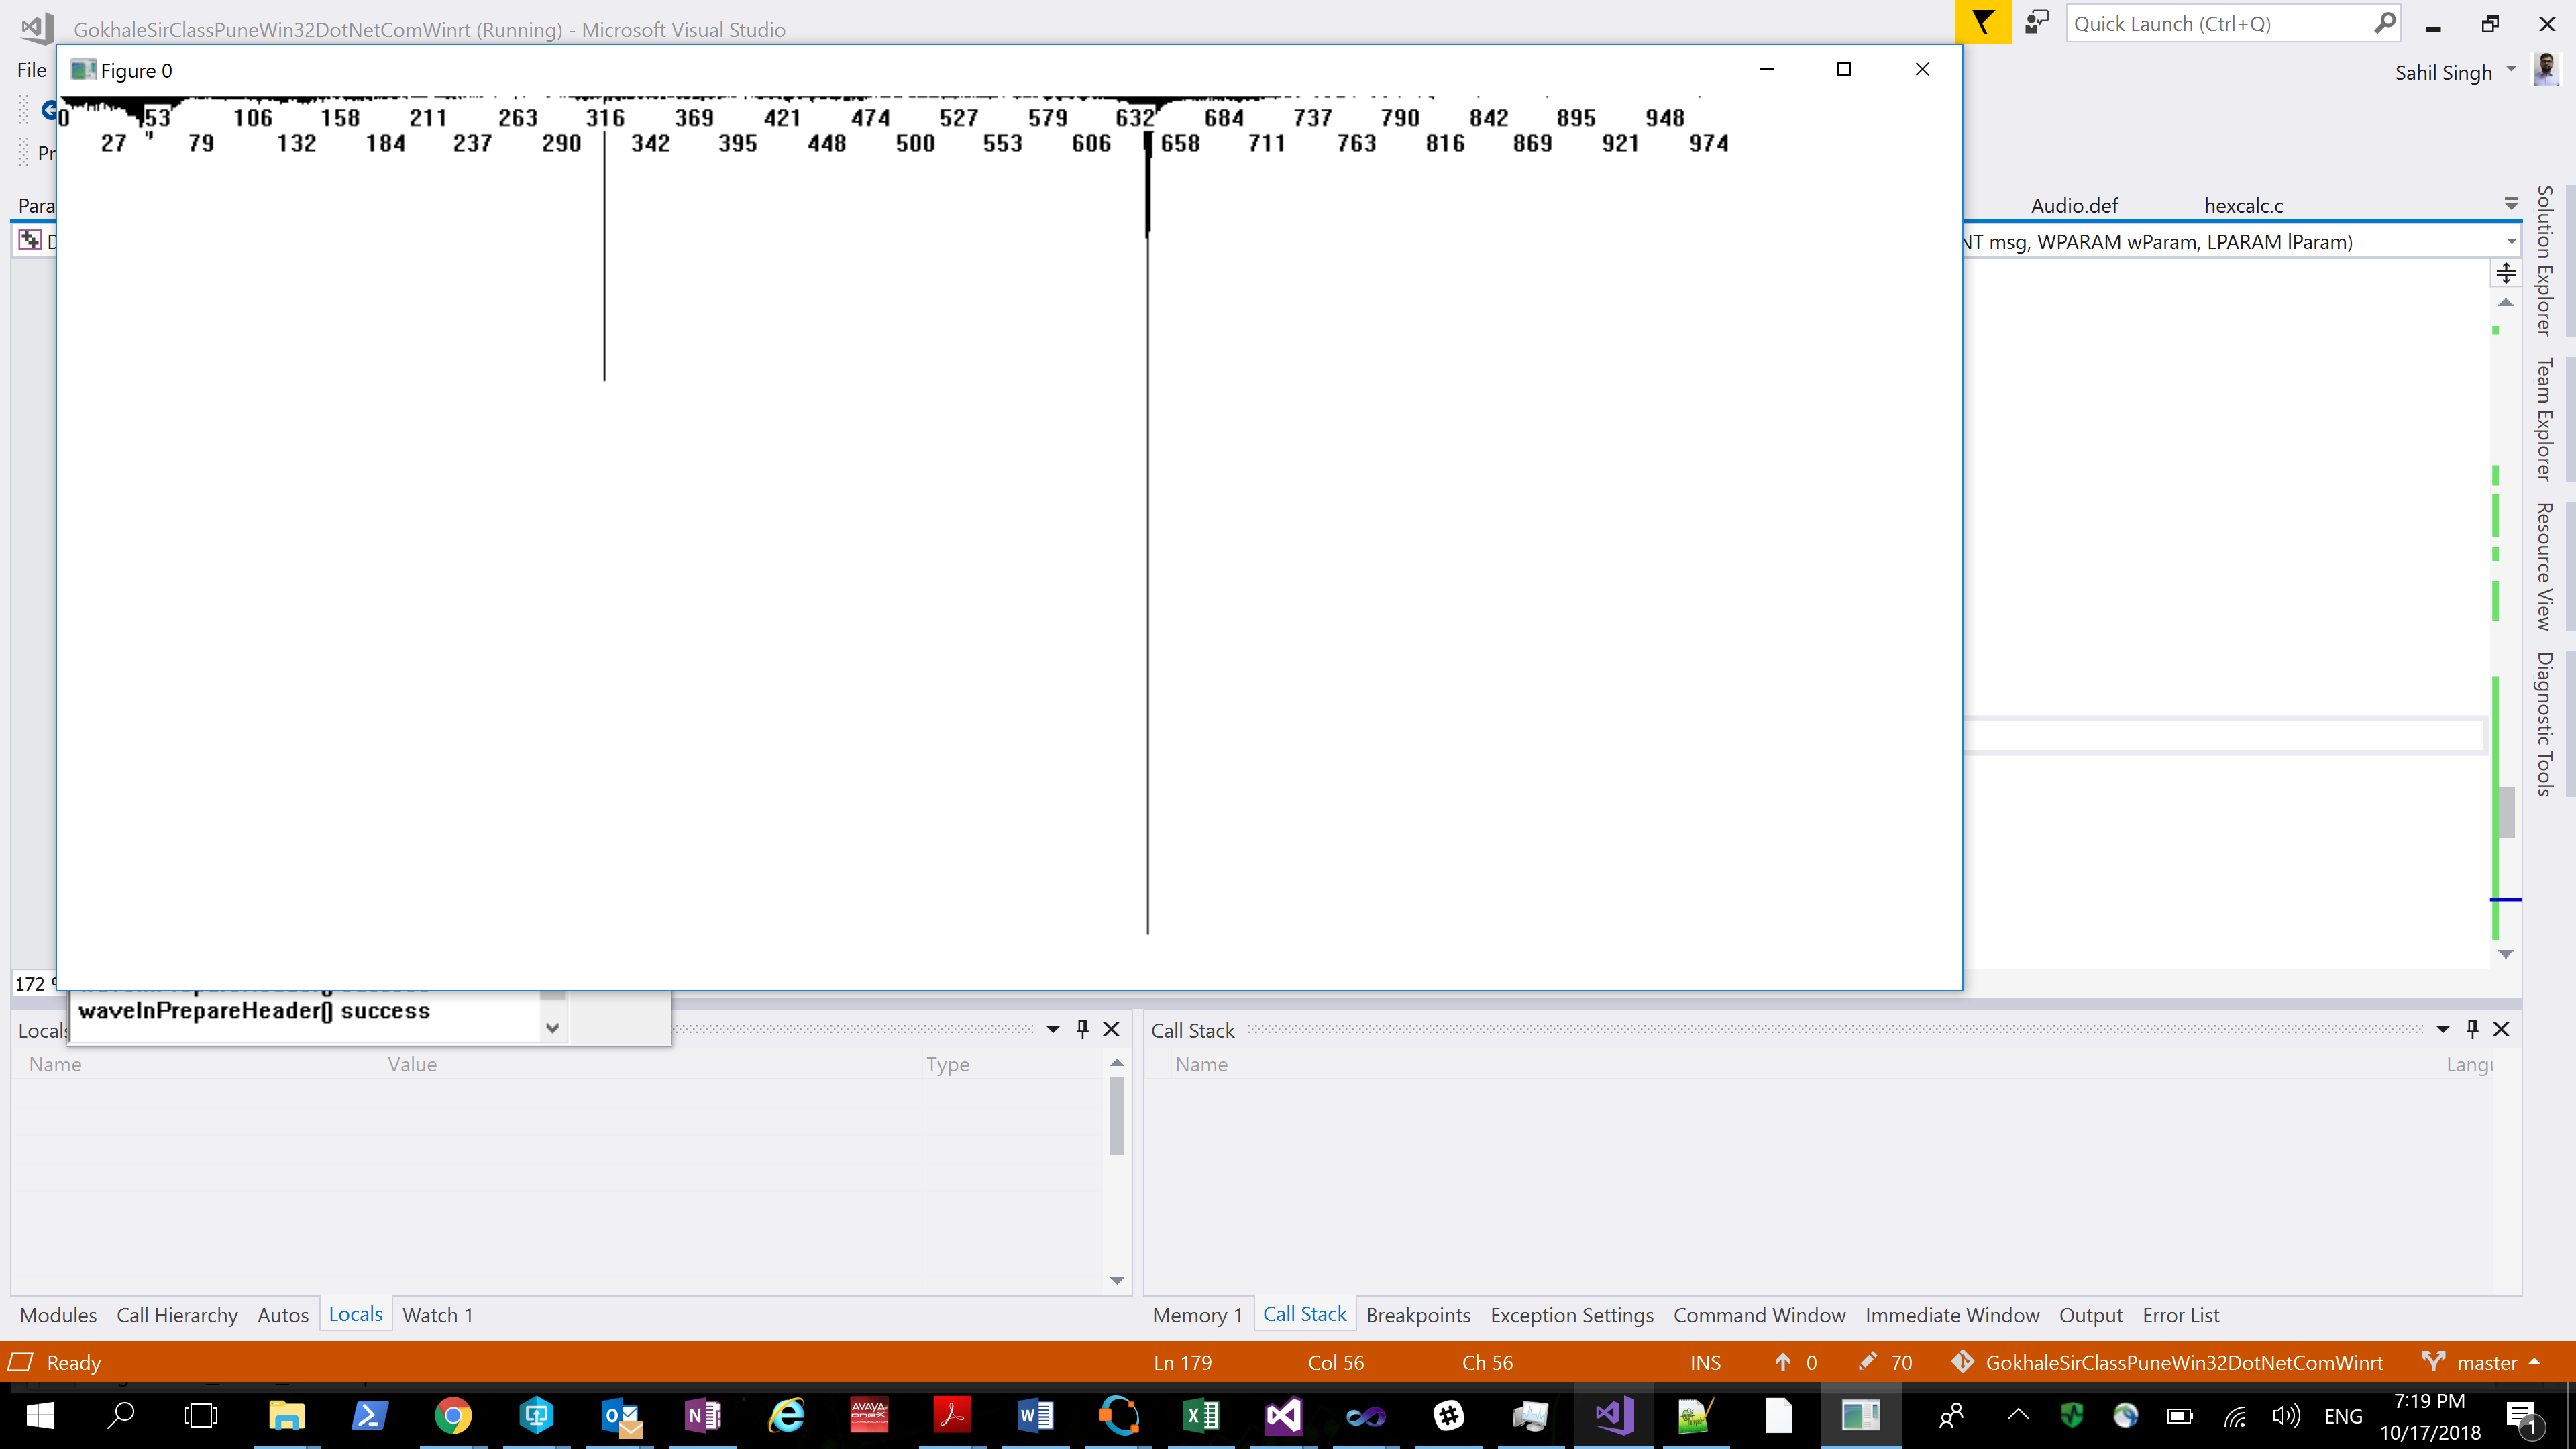 GokhaleSirClassPuneWin32DotNetComWinrt (Running) - Microsoft Visual Studio
Quick Launch (Ctrl+Q)
File
Figure 0
Sahil Singh
0 53 106 158 211 263 316 369 421 474 527 579 632 684 737 790 842 895 948
27 79 132 184 237 290 342 395 448 500 553 606 658 711 763 816 869 921 974
Pr
Para
Audio.def
hexcalc.c
NT msg, WPARAM wParam, LPARAM lParam)
Solution Explorer
Team Explorer
Resource View
Diagnostic Tools
172 %
waveInPrepareHeader() success
waveInPrepareHeader() success
Locals
Call Stack
Name Value Type
Name Langu
Modules Call Hierarchy Autos Locals Watch 1
Memory 1 Call Stack Breakpoints Exception Settings Command Window Immediate Window Output Error List
Ready Ln 179 Col 56 Ch 56 INS 0 70 GokhaleSirClassPuneWin32DotNetComWinrt master
AVAYA
one-X
ENG
7:19 PM
10/17/2018
1